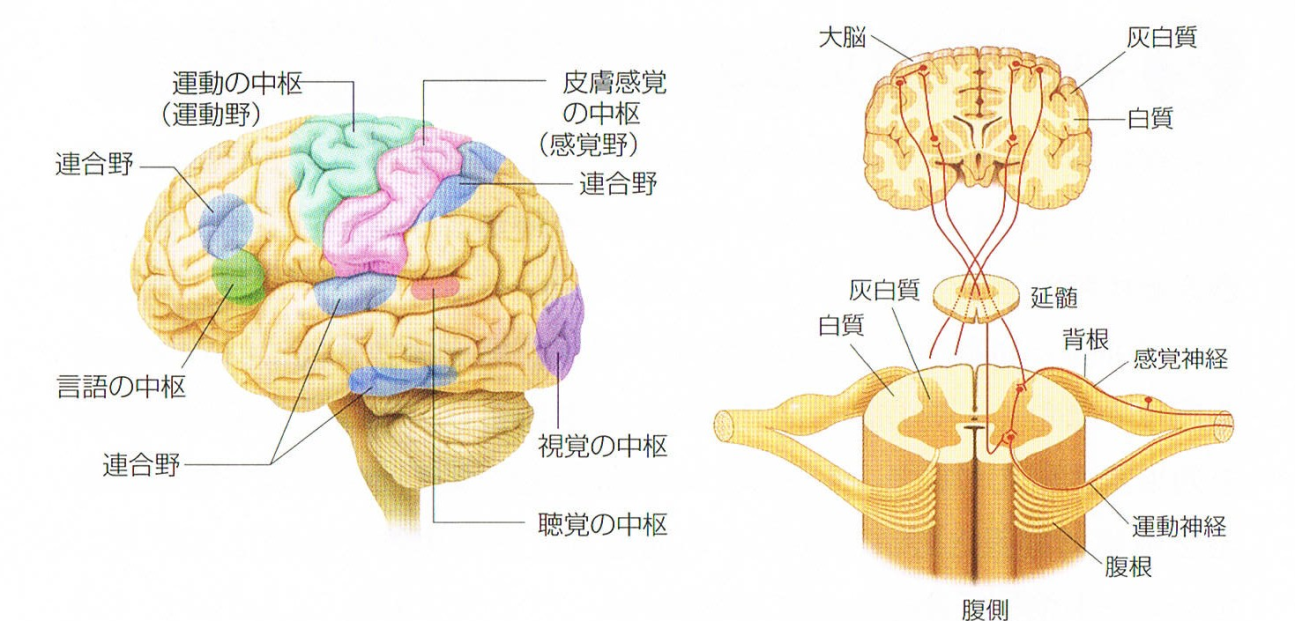 運動の中枢
(運動野)
皮膚感覚
の中枢
(感覚野)
連合野
連合野
言語の中枢
連合野
視覚の中枢
聴覚の中枢
大脳
灰白質
白質
灰白質
延髄
白質
背根
感覚神経
運動神経
腹根
腹側